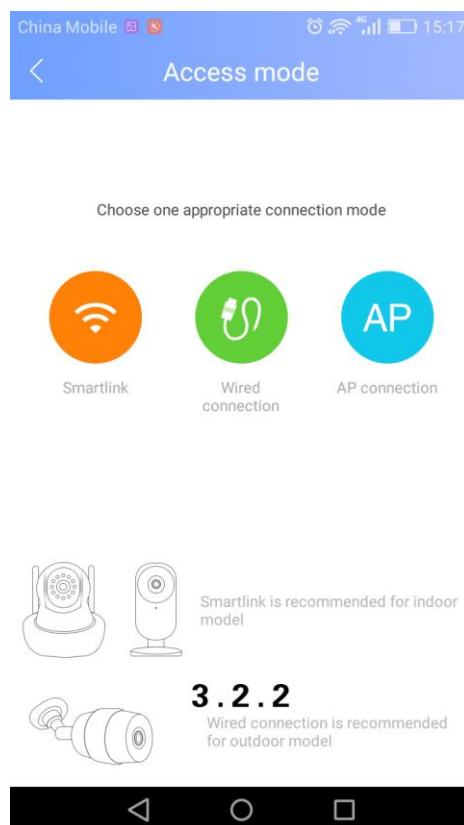 China Mobile 4G 15:17
Access mode
Choose one appropriate connection mode
AP
Smartlink Wired AP connection
connection
Smartlink is recommended for indoor
model
3.2.2
Wired connection is recommended
for outdoor model